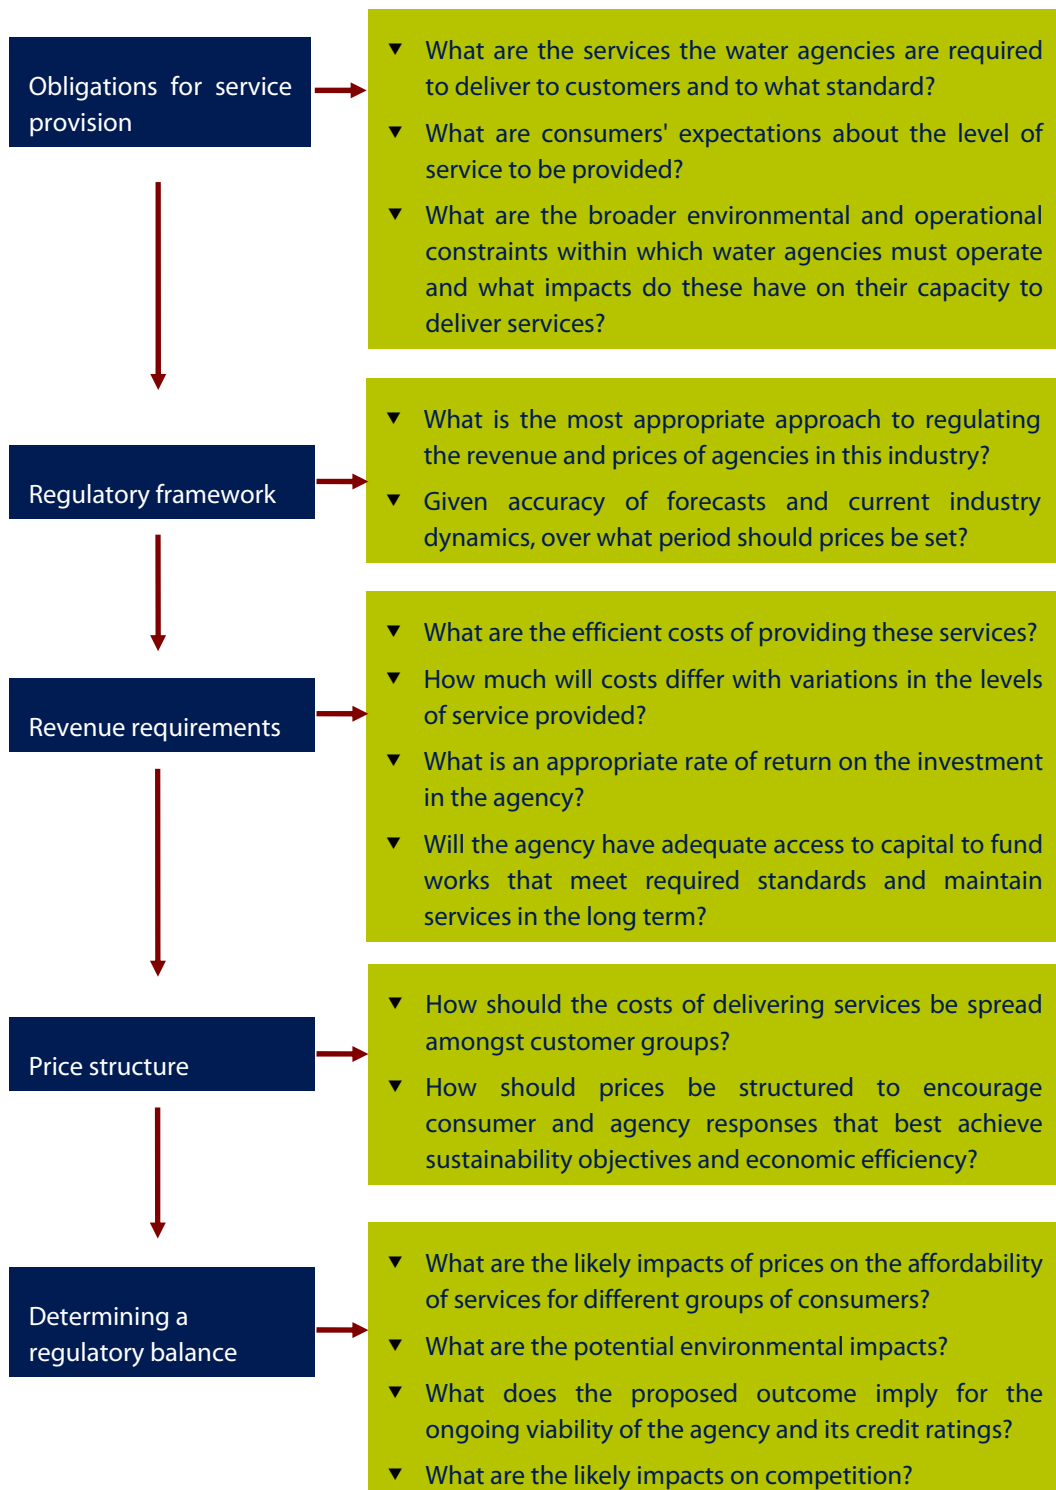 Obligations for service
provision
▼ What are the services the water agencies are required
to deliver to customers and to what standard?
▼ What are consumers' expectations about the level of
service to be provided?
▼ What are the broader environmental and operational
constraints within which water agencies must operate
and what impacts do these have on their capacity to
deliver services?
Regulatory framework
▼ What is the most appropriate approach to regulating
the revenue and prices of agencies in this industry?
▼ Given accuracy of forecasts and current industry
dynamics, over what period should prices be set?
Revenue requirements
▼ What are the efficient costs of providing these services?
▼ How much will costs differ with variations in the levels
of service provided?
▼ What is an appropriate rate of return on the investment
in the agency?
▼ Will the agency have adequate access to capital to fund
works that meet required standards and maintain
services in the long term?
Price structure
▼ How should the costs of delivering services be spread
amongst customer groups?
▼ How should prices be structured to encourage
consumer and agency responses that best achieve
sustainability objectives and economic efficiency?
Determining a
regulatory balance
▼ What are the likely impacts of prices on the affordability
of services for different groups of consumers?
▼ What are the potential environmental impacts?
▼ What does the proposed outcome imply for the
ongoing viability of the agency and its credit ratings?
▼ What are the likely impacts on competition?